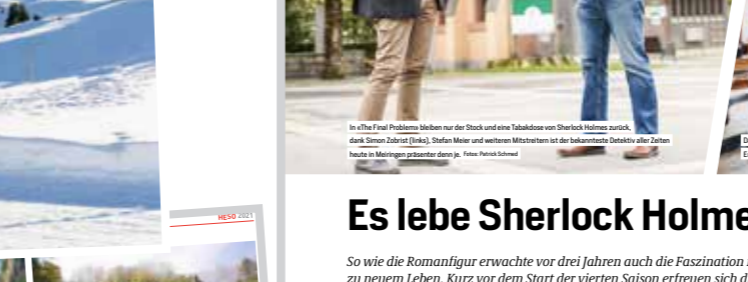 In «The Final Problem» bleiben nur der Stock und eine Tabakdose von Sherlock Holmes zurück,
dank Simon Zobrist (links), Stefan Meier und weiteren Mitstreitern ist der bekannteste Detektiv aller Zeiten
heute in Meiringen präsenter denn je. Fotos: Patrick Schmed
HESO 2021
Es lebe Sherlock Holme
So wie die Romanfigur erwachte vor drei Jahren auch die Faszination
zu neuem Leben. Kurz vor dem Start der vierten Saison erfreuen sich d